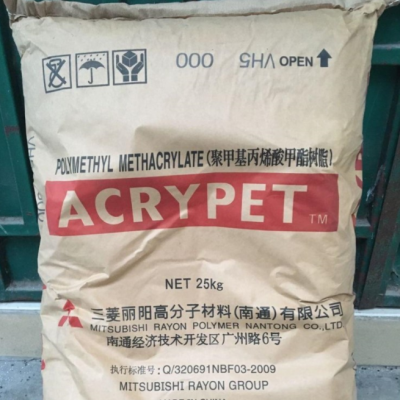 OOO VH5 OPEN
POLYMETHYL METHACRYLATE(聚甲基丙烯酸甲酯树脂)
ACRYPET TM
NET 25kg
三菱丽阳高分子材料(南通)有限公司
MITSUBISHI RAYON POLYMER NANTONG CO.,LTD
南通经济技术开发区广州路6号
执行标准号: Q/320691NBF03-2009
MITSUBISHI RAYON GROUP